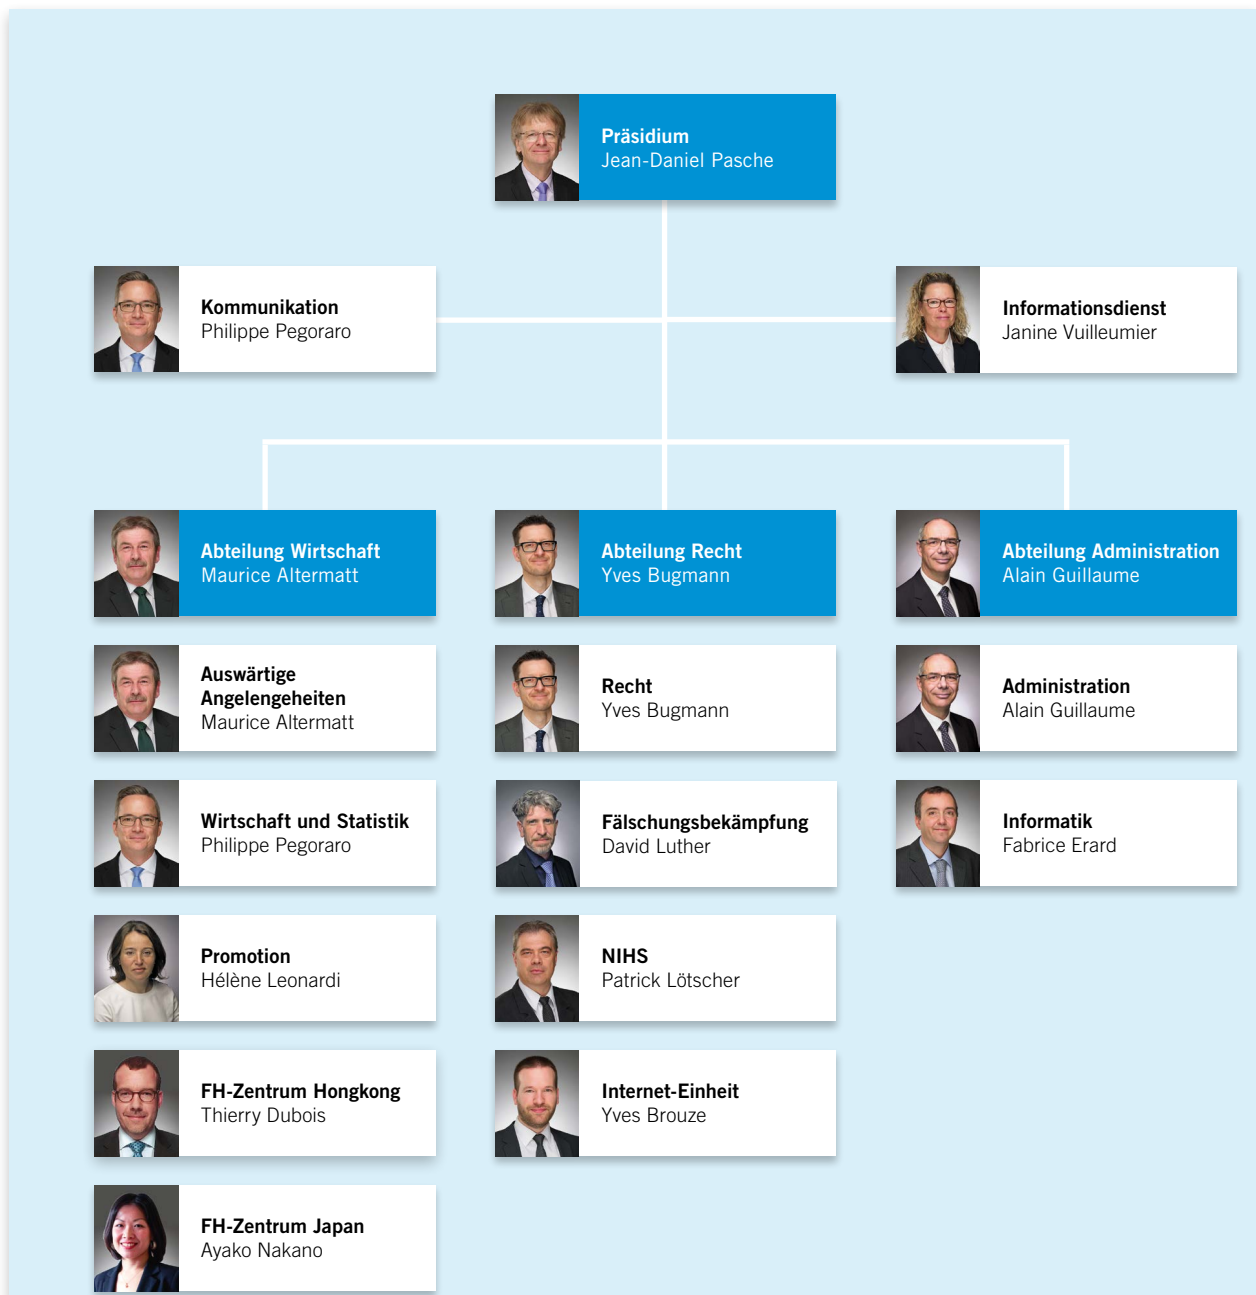 Präsidium
Jean-Daniel Pasche
Kommunikation
Philippe Pegoraro
Informationsdienst
Janine Vuilleumier
Abteilung Wirtschaft
Maurice Altermatt
Abteilung Recht
Yves Bugmann
Abteilung Administration
Alain Guillaume
Auswärtige
Angelengeheiten
Maurice Altermatt
Recht
Yves Bugmann
Administration
Alain Guillaume
Wirtschaft und Statistik
Philippe Pegoraro
Fälschungsbekämpfung
David Luther
Informatik
Fabrice Erard
Promotion
Hélène Leonardi
NIHS
Patrick Lötscher
FH-Zentrum Hongkong
Thierry Dubois
Internet-Einheit
Yves Brouze
FH-Zentrum Japan
Ayako Nakano